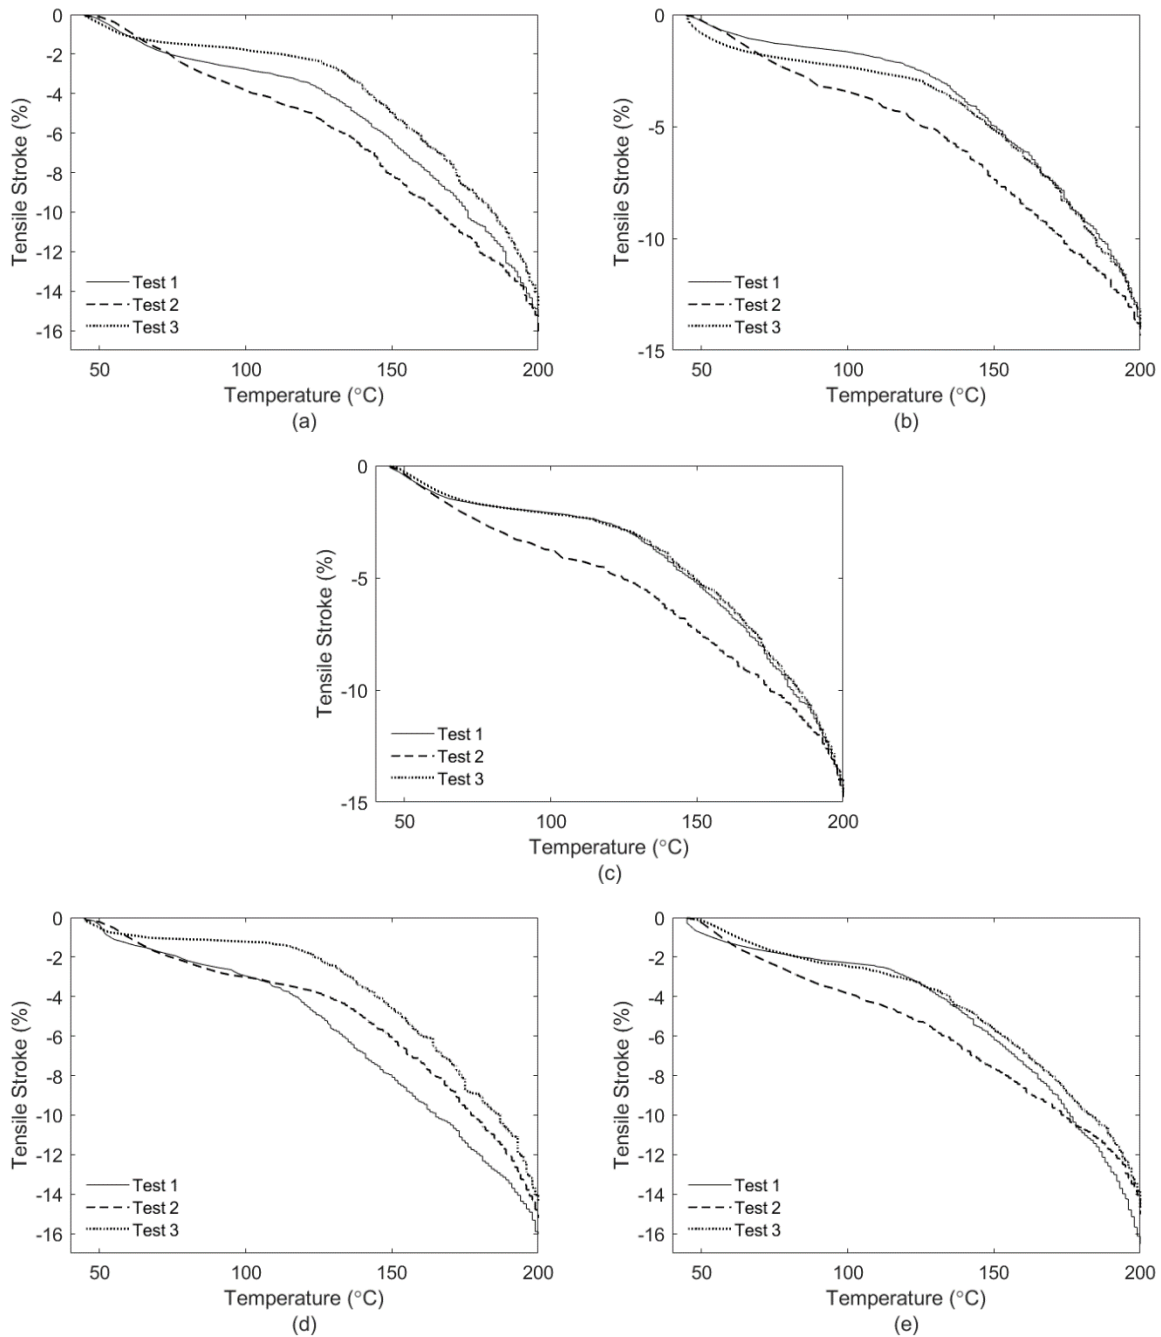 0
-2
-4
-6
-8
-10
-12
-14
-16
Tensile Stroke (%)
Test 1
Test 2
Test 3
50 100 150 200
Temperature (°C)
(a)
0
-5
-10
-15
Tensile Stroke (%)
Test 1
Test 2
Test 3
50 100 150 200
Temperature (°C)
(b)
0
-5
-10
-15
Tensile Stroke (%)
Test 1
Test 2
Test 3
50 100 150 200
Temperature (°C)
(c)
0
-2
-4
-6
-8
-10
-12
-14
-16
Tensile Stroke (%)
Test 1
Test 2
Test 3
50 100 150 200
Temperature (°C)
(d)
0
-2
-4
-6
-8
-10
-12
-14
-16
Tensile Stroke (%)
Test 1
Test 2
Test 3
50 100 150 200
Temperature (°C)
(e)